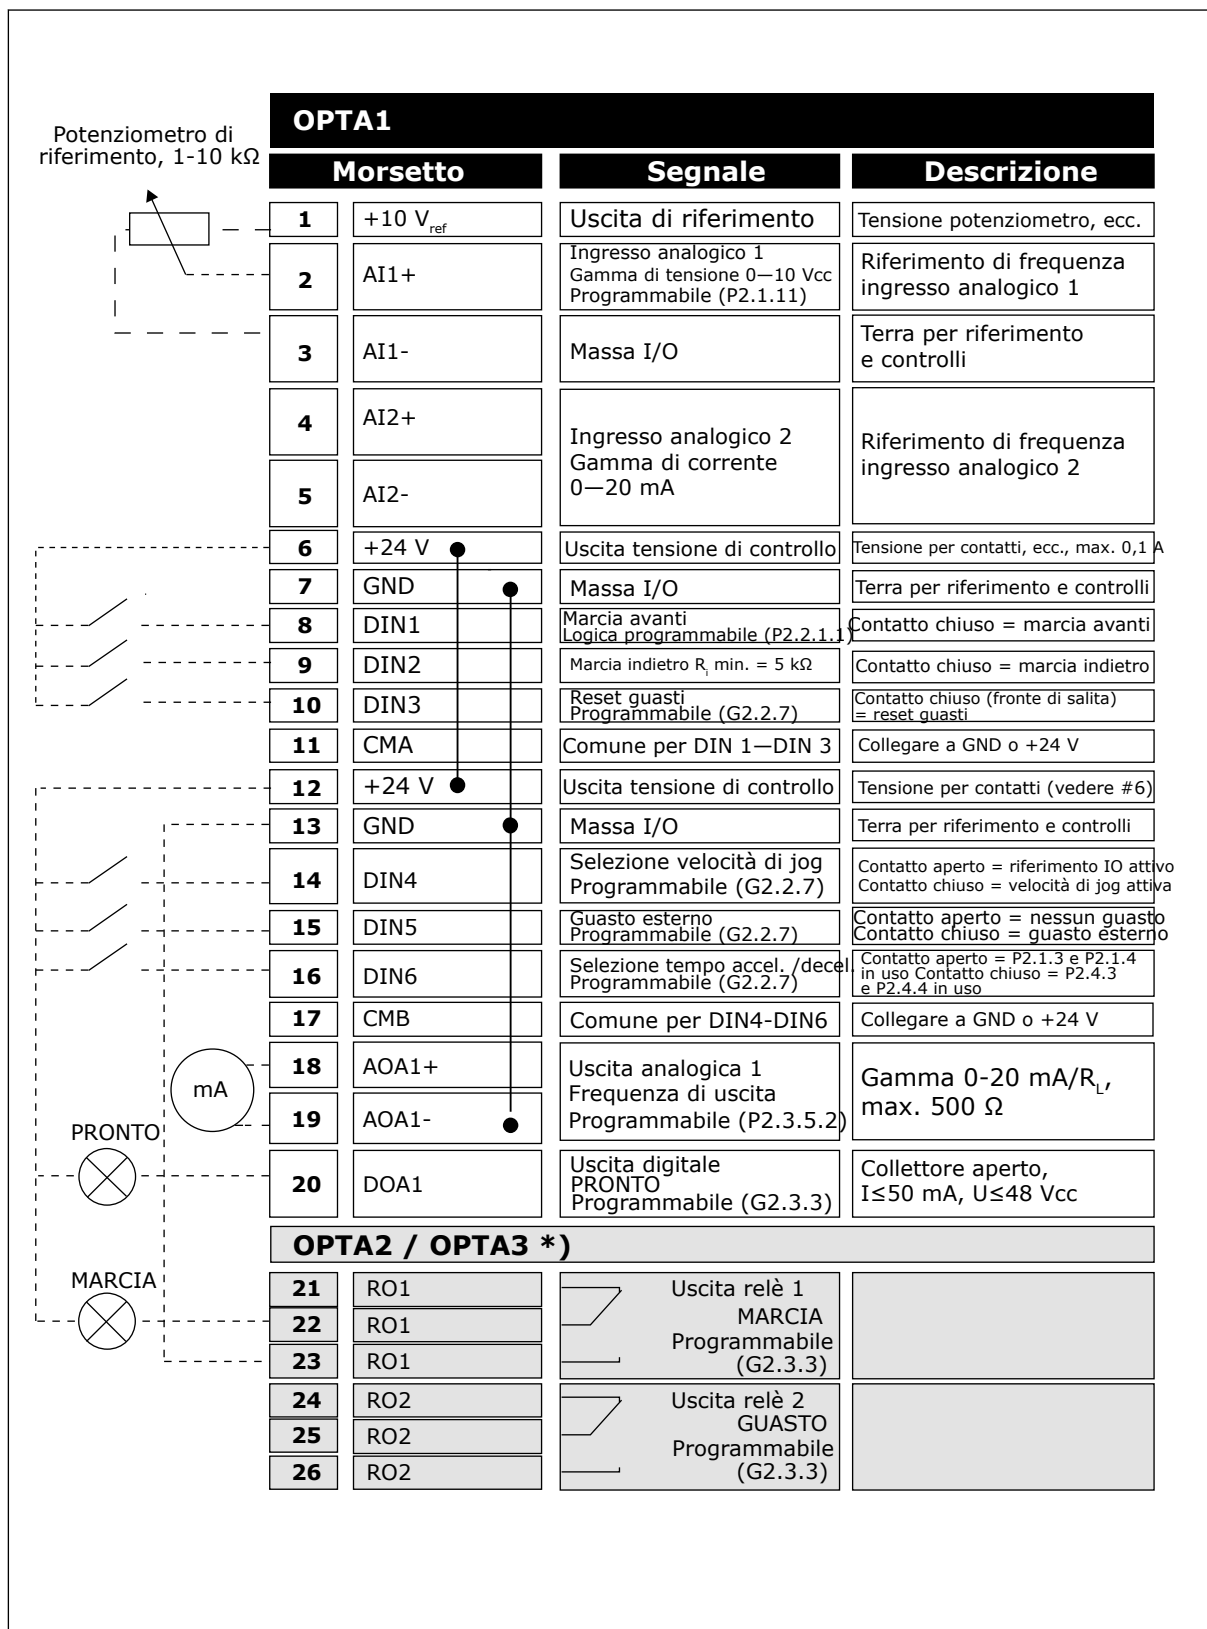 Potenziometro di
riferimento, 1-10 kΩ
OPTA1
Morsetto
Segnale
Descrizione
1
+10 Vref
Uscita di riferimento
Tensione potenziometro, ecc.
2
AI1+
Ingresso analogico 1
Gamma di tensione 0—10 Vcc
Programmabile (P2.1.11)
Riferimento di frequenza
ingresso analogico 1
3
AI1-
Massa I/O
Terra per riferimento
e controlli
4
AI2+
5
AI2-
Ingresso analogico 2
Gamma di corrente
0—20 mA
Riferimento di frequenza
ingresso analogico 2
6
+24 V
Uscita tensione di controllo
Tensione per contatti, ecc., max. 0,1 A
7
GND
Massa I/O
Terra per riferimento e controlli
8
DIN1
Marcia avanti
Logica programmabile (P2.2.1.1)
Contatto chiuso = marcia avanti
9
DIN2
Marcia indietro Ri min. = 5 kΩ
Contatto chiuso = marcia indietro
10
DIN3
Reset guasti
Programmabile (G2.2.7)
Contatto chiuso (fronte di salita)
= reset guasti
11
CMA
Comune per DIN 1—DIN 3
Collegare a GND o +24 V
12
+24 V
Uscita tensione di controllo
Tensione per contatti (vedere #6)
13
GND
Massa I/O
Terra per riferimento e controlli
14
DIN4
Selezione velocità di jog
Programmabile (G2.2.7)
Contatto aperto = riferimento IO attivo
Contatto chiuso = velocità di jog attiva
15
DIN5
Guasto esterno
Programmabile (G2.2.7)
Contatto aperto = nessun guasto
Contatto chiuso = guasto esterno
16
DIN6
Selezione tempo accel. /decel.
Programmabile (G2.2.7)
Contatto aperto = P2.1.3 e P2.1.4
in uso Contatto chiuso = P2.4.3
e P2.4.4 in uso
17
CMB
Comune per DIN4-DIN6
Collegare a GND o +24 V
mA
18
AOA1+
19
AOA1-
Uscita analogica 1
Frequenza di uscita
Programmabile (P2.3.5.2)
Gamma 0-20 mA/RL,
max. 500 Ω
PRONTO
20
DOA1
Uscita digitale
PRONTO
Programmabile (G2.3.3)
Collettore aperto,
I≤50 mA, U≤48 Vcc
OPTA2 / OPTA3 *)
MARCIA
21
RO1
22
RO1
23
RO1
Uscita relè 1
MARCIA
Programmabile
(G2.3.3)
24
RO2
25
RO2
26
RO2
Uscita relè 2
GUASTO
Programmabile
(G2.3.3)